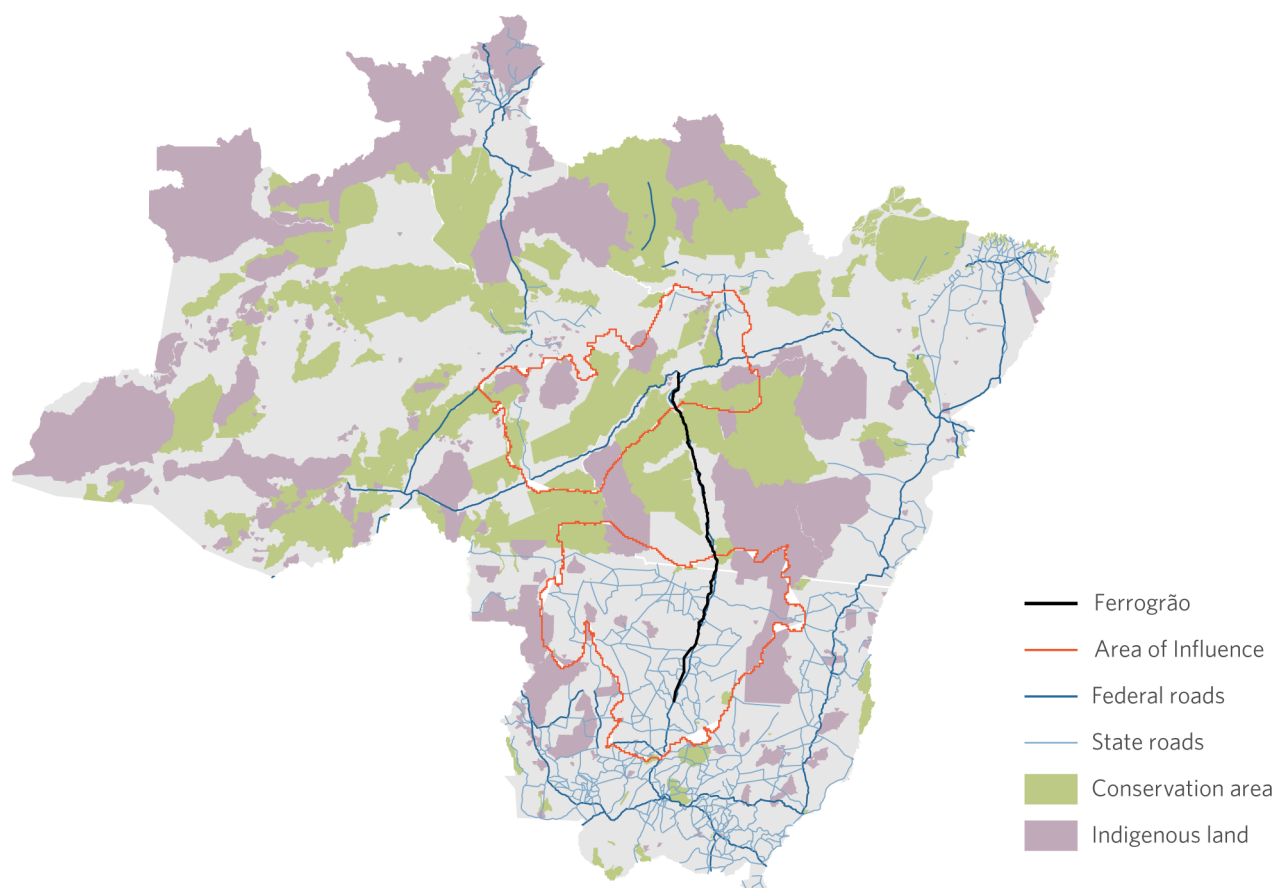 Ferrogrão
Area of Influence
Federal roads
State roads
Conservation area
Indigenous land